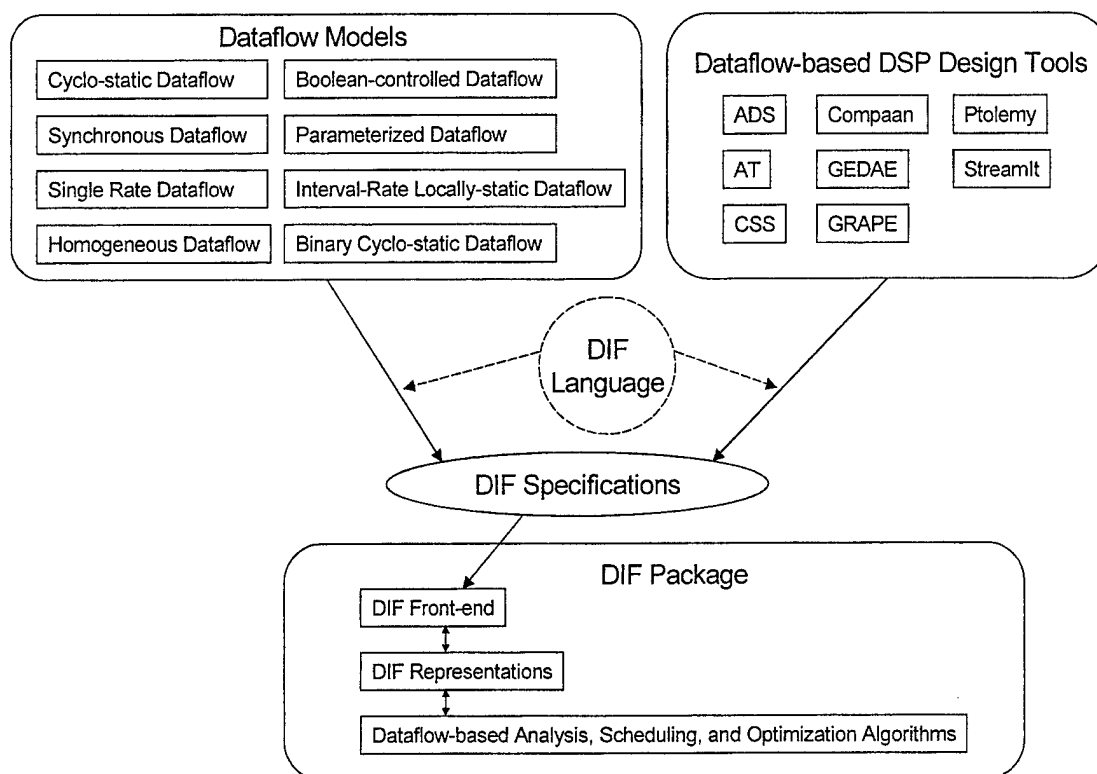 Dataflow Models
Cyclo-static Dataflow
Boolean-controlled Dataflow
Synchronous Dataflow
Parameterized Dataflow
Single Rate Dataflow
Interval-Rate Locally-static Dataflow
Homogeneous Dataflow
Binary Cyclo-static Dataflow
Dataflow-based DSP Design Tools
ADS
Compaan
Ptolemy
AT
GEDAE
StreamIt
CSS
GRAPE
DIF
Language
DIF Specifications
DIF Package
DIF Front-end
DIF Representations
Dataflow-based Analysis, Scheduling, and Optimization Algorithms